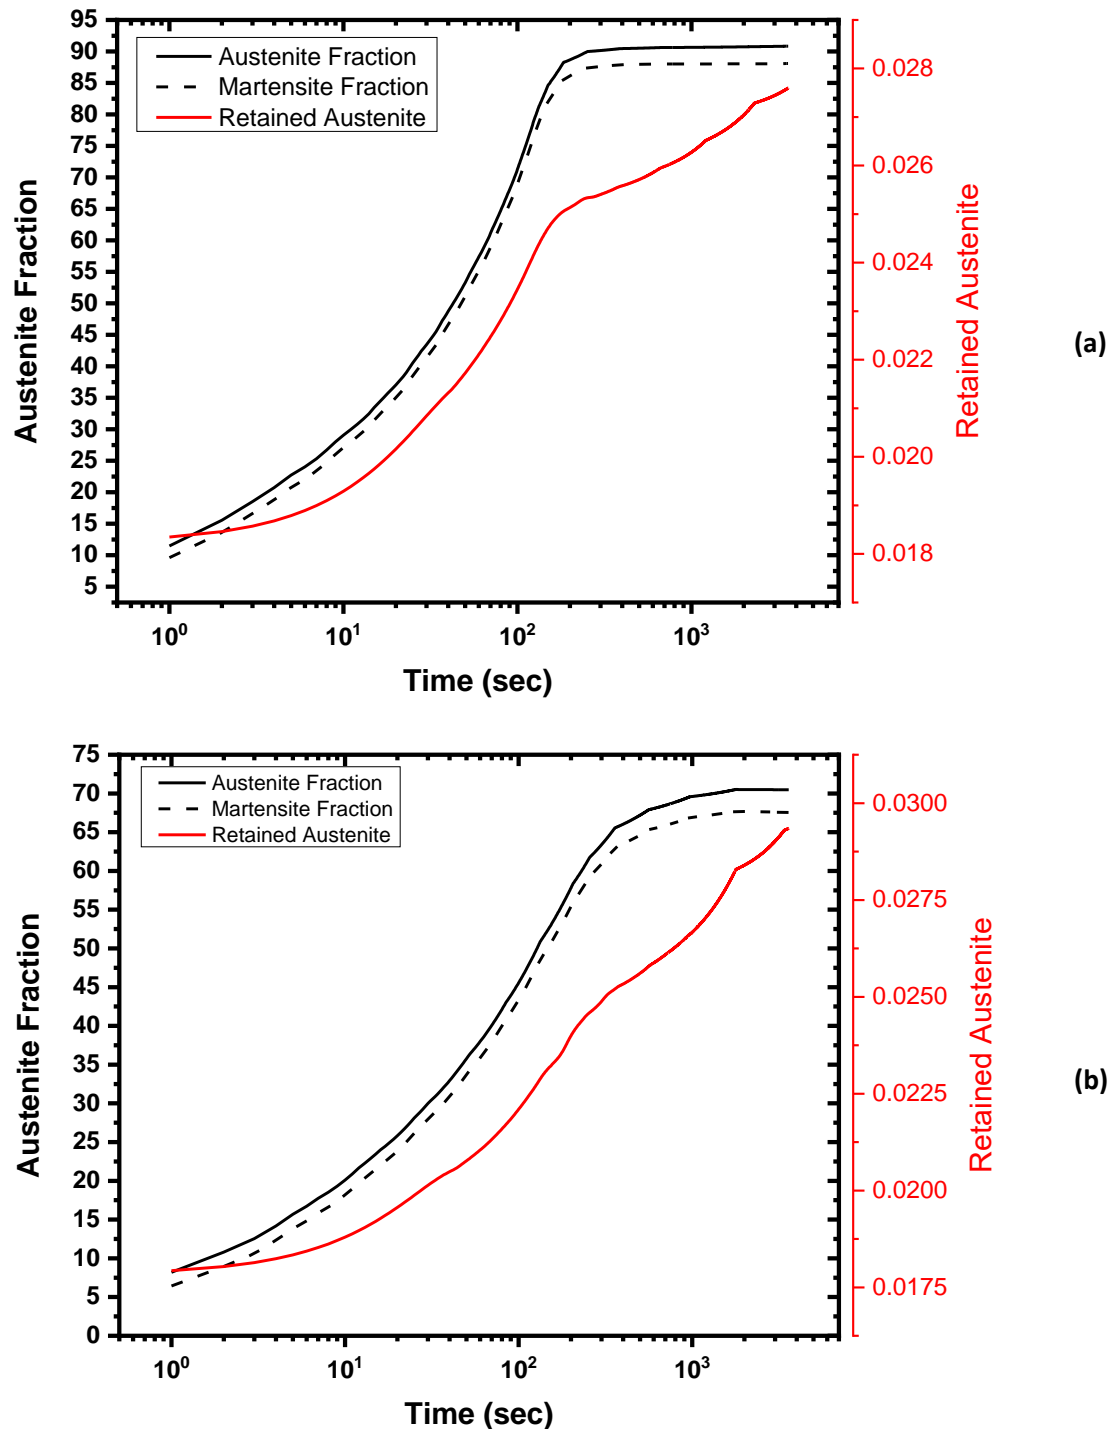 Austenite Fraction
Martensite Fraction
Retained Austenite
95
90
85
80
75
70
65
60
55
50
45
40
35
30
25
20
15
10
5
Austenite Fraction
0.028
0.026
0.024
0.022
0.020
0.018
Retained Austenite
(a)
10⁰ 10¹ 10² 10³
Time (sec)
Austenite Fraction
Martensite Fraction
Retained Austenite
75
70
65
60
55
50
45
40
35
30
25
20
15
10
5
0
Austenite Fraction
0.0300
0.0275
0.0250
0.0225
0.0200
0.0175
Retained Austenite
(b)
10⁰ 10¹ 10² 10³
Time (sec)